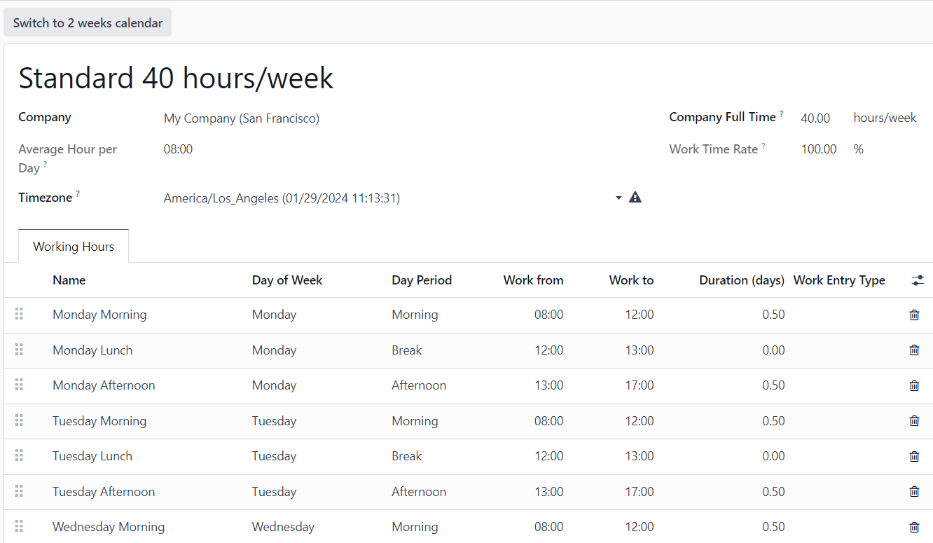 Switch to 2 weeks calendar
Standard 40 hours/week
Company My Company (San Francisco) Company Full Time ? 40.00 hours/week
Average Hour per Day ? 08:00 Work Time Rate ? 100.00 %
Timezone ? America/Los_Angeles (01/29/2024 11:13:31)
Working Hours
Name Day of Week Day Period Work from Work to Duration (days) Work Entry Type
Monday Morning Monday Morning 08:00 12:00 0.50
Monday Lunch Monday Break 12:00 13:00 0.00
Monday Afternoon Monday Afternoon 13:00 17:00 0.50
Tuesday Morning Tuesday Morning 08:00 12:00 0.50
Tuesday Lunch Tuesday Break 12:00 13:00 0.00
Tuesday Afternoon Tuesday Afternoon 13:00 17:00 0.50
Wednesday Morning Wednesday Morning 08:00 12:00 0.50